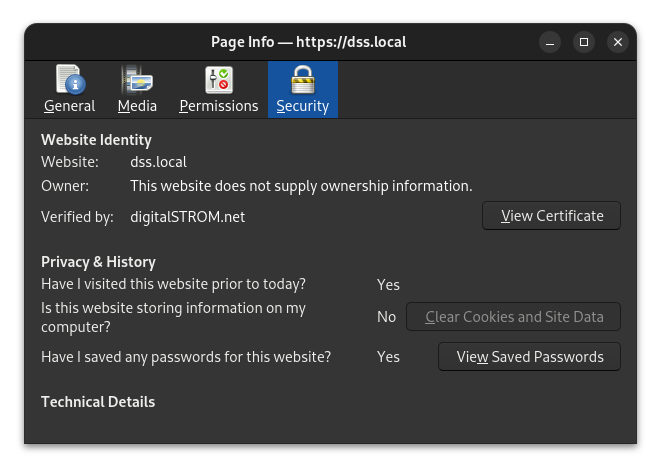 Page Info — https://dss.local
General Media Permissions Security
Website Identity
Website: dss.local
Owner: This website does not supply ownership information.
Verified by: digitalSTROM.net View Certificate
Privacy & History
Have I visited this website prior to today? Yes
Is this website storing information on my
computer? No Clear Cookies and Site Data
Have I saved any passwords for this website? Yes View Saved Passwords
Technical Details